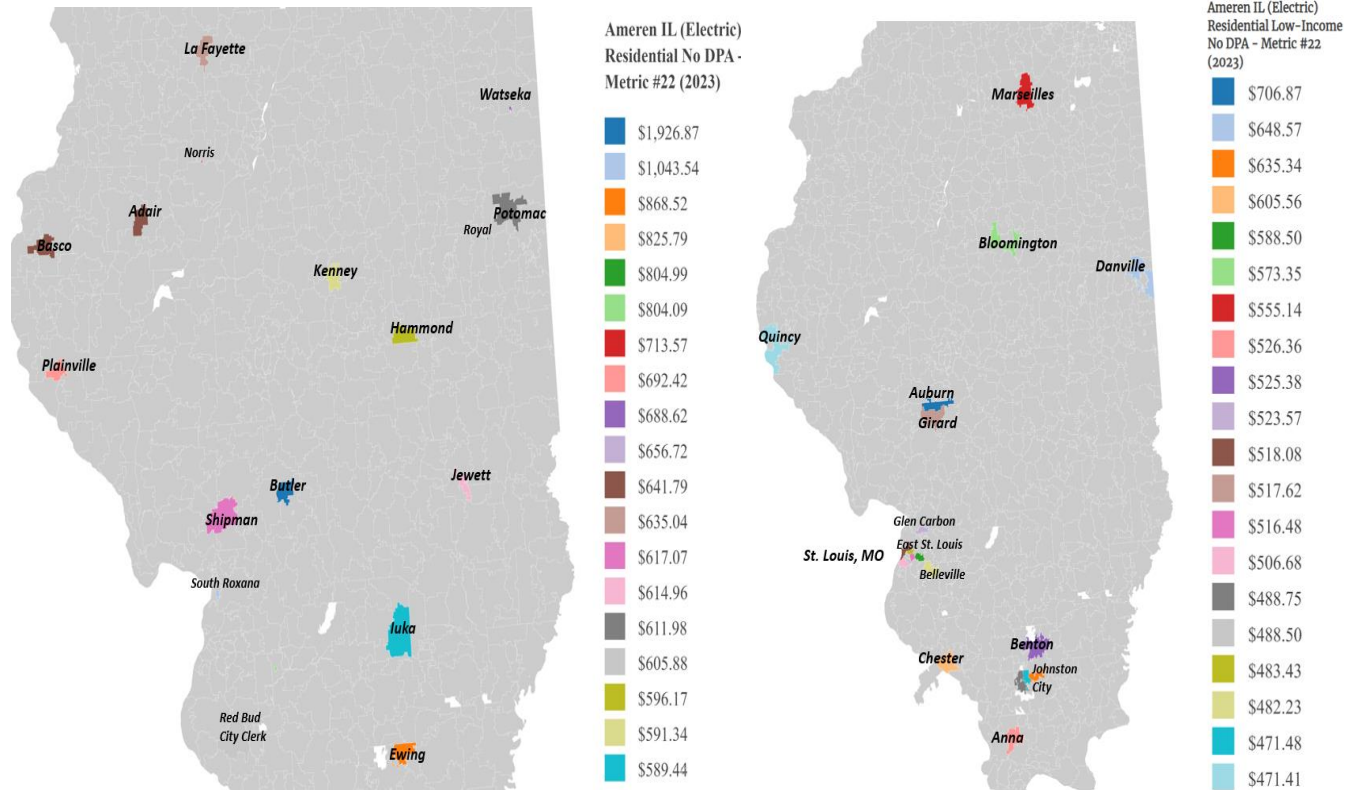 La Fayette
Watseka
Norris
Adair
Potomac
Royal
Basco
Kenney
Hammond
Plainville
Jewett
Butler
Shipman
South Roxana
Iuka
Red Bud
City Clerk
Ewing
Ameren IL (Electric)
Residential No DPA -
Metric #22 (2023)
$1,926.87
$1,043.54
$868.52
$825.79
$804.99
$804.09
$713.57
$692.42
$688.62
$656.72
$641.79
$635.04
$617.07
$614.96
$611.98
$605.88
$596.17
$591.34
$589.44
Marseilles
Bloomington
Danville
Quincy
Auburn
Girard
Glen Carbon
East St. Louis
St. Louis, MO
Belleville
Benton
Chester
Johnston
City
Anna
Ameren IL (Electric)
Residential Low-Income
No DPA - Metric #22
(2023)
$706.87
$648.57
$635.34
$605.56
$588.50
$573.35
$555.14
$526.36
$525.38
$523.57
$518.08
$517.62
$516.48
$506.68
$488.75
$488.50
$483.43
$482.23
$471.48
$471.41